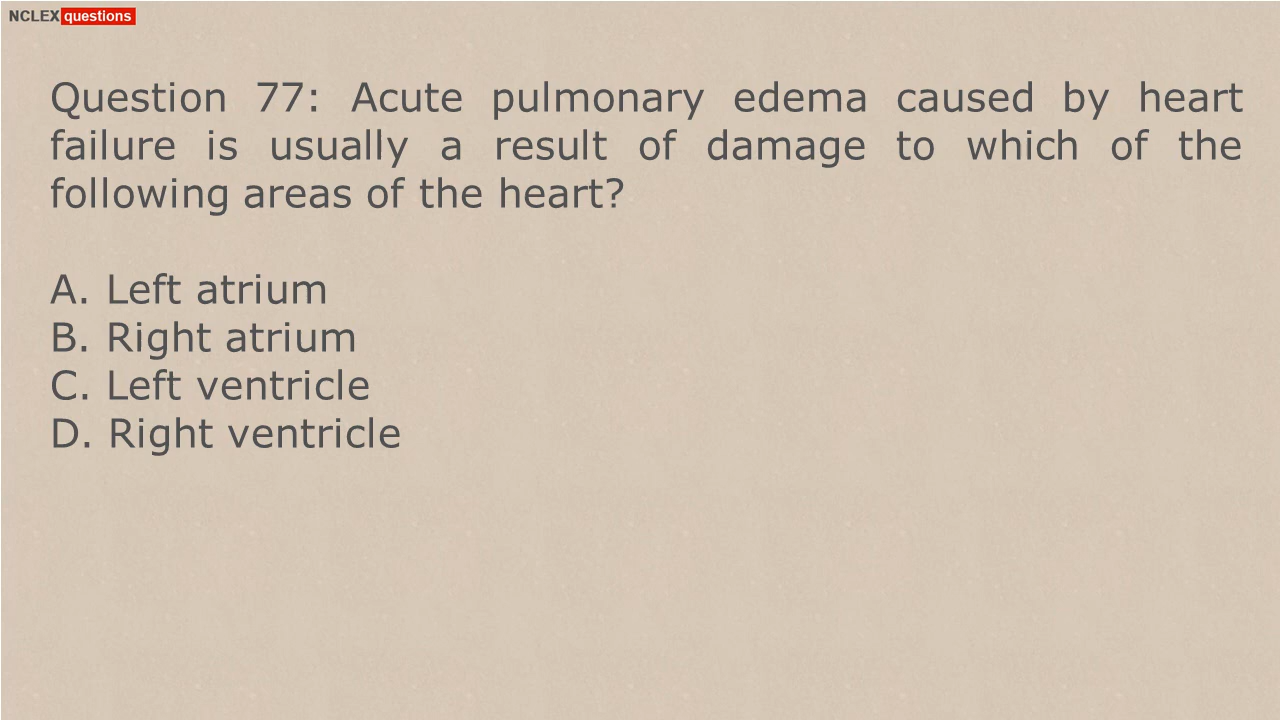 NCLEX questions
Question 77: Acute pulmonary edema caused by heart
failure is usually a result of damage to which of the
following areas of the heart?
A. Left atrium
B. Right atrium
C. Left ventricle
D. Right ventricle